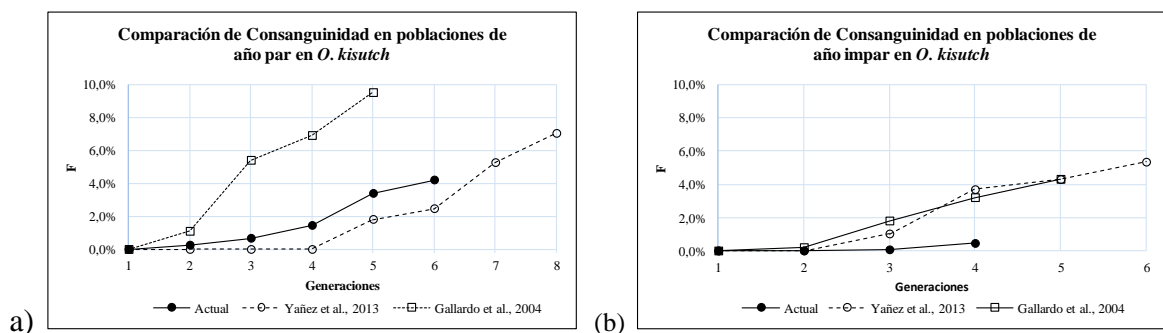 Comparación de Consanguinidad en poblaciones de
año par en O. kisutch
10,0%
8,0%
6,0%
4,0%
2,0%
0,0%
F
1 2 3 4 5 6 7 8
Generaciones
Actual Yañez et al., 2013 Gallardo et al., 2004
a)
Comparación de Consanguinidad en poblaciones de
año impar en O. kisutch
10,0%
8,0%
6,0%
4,0%
2,0%
0,0%
F
1 2 3 4 5 6
Generaciones
Actual Yañez et al., 2013 Gallardo et al., 2004
(b)